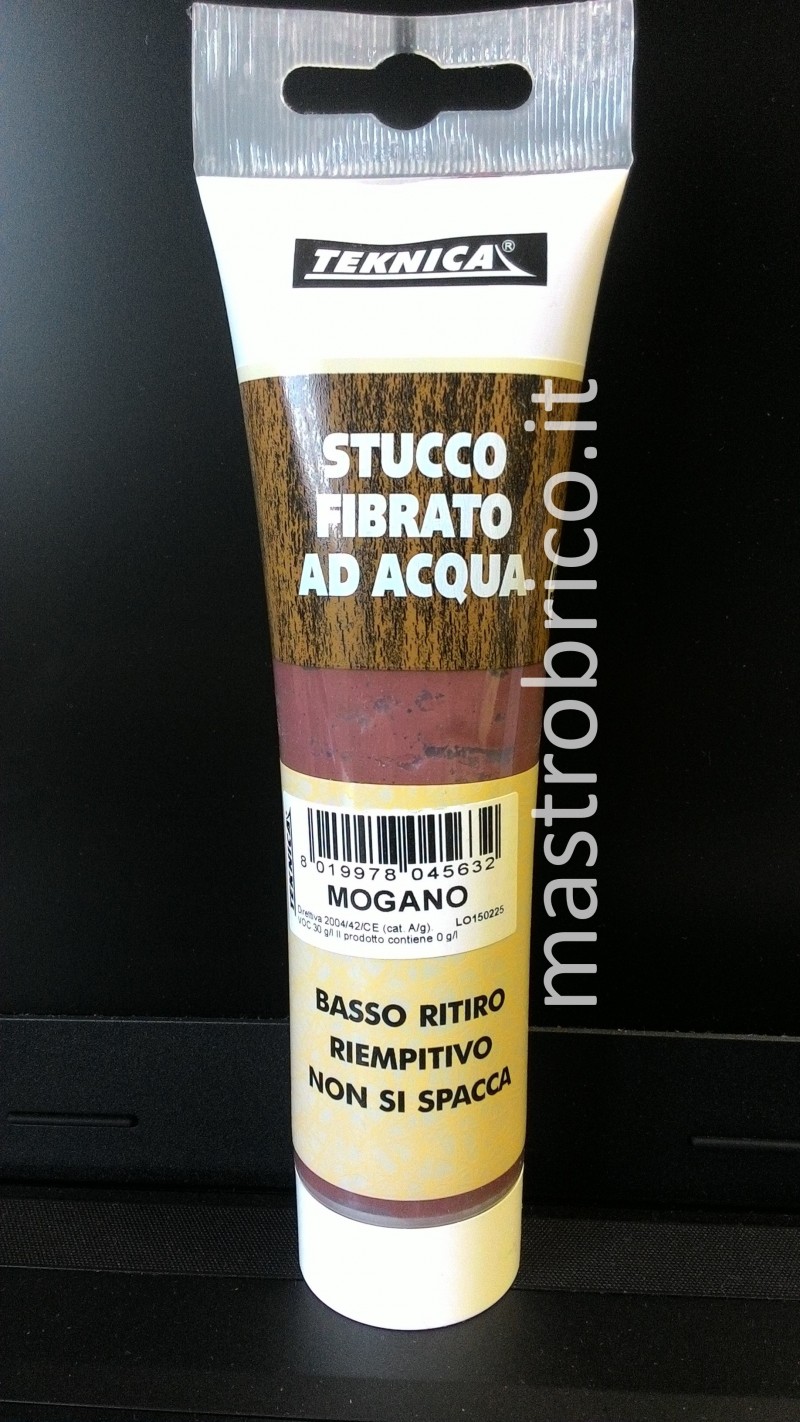 TEKNICA®
STUCCO
FIBRATO
AD ACQUA
8 019978 045632
MOGANO
TEKNICA
Direttiva 2004/42/CE (cat. A/g). LO150225
VOC 30 g/l Il prodotto contiene 0 g/l
BASSO RITIRO
RIEMPITIVO
NON SI SPACCA
mastrobrico.it